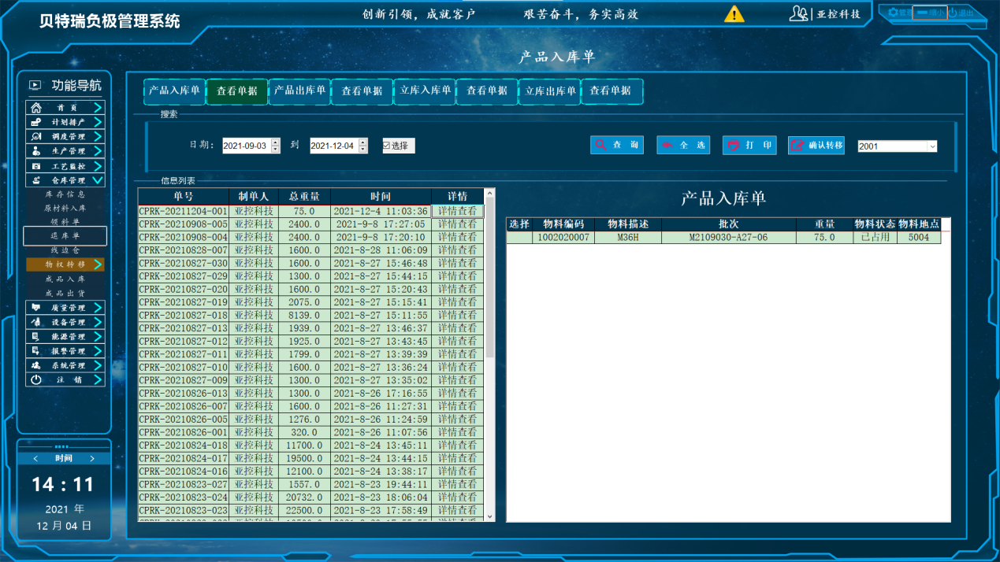 贝特瑞负极管理系统
创新引领，成就客户 艰苦奋斗，务实高效
亚控科技
管理 缩小 退出
产品入库单
功能导航
首页
计划排产
调度管理
生产管理
工艺监控
仓库管理
库存信息
原材料入库
领料单
退库单
线边仓
物权转移
成品入库
成品出货
质量管理
设备管理
能源管理
报警管理
系统管理
注销
< 时间 >
14 : 11
2021 年
12 月 04 日
产品入库单 查看单据 产品出库单 查看单据 立库入库单 查看单据 立库出库单 查看单据
搜索
日期: 2021-09-03 到 2021-12-04 选择 查 询 全 选 打 印 确认转移 2001
信息列表
单号 制单人 总重量 时间 详情
CPRK-20211204-001 亚控科技 75.0 2021-12-4 11:03:36 详情查看
CPRK-20210908-005 亚控科技 2400.0 2021-9-8 17:27:05 详情查看
CPRK-20210908-004 亚控科技 2400.0 2021-9-8 17:20:10 详情查看
CPRK-20210828-007 亚控科技 1600.0 2021-8-28 11:06:09 详情查看
CPRK-20210827-030 亚控科技 1600.0 2021-8-27 15:46:48 详情查看
CPRK-20210827-029 亚控科技 1300.0 2021-8-27 15:44:15 详情查看
CPRK-20210827-020 亚控科技 1600.0 2021-8-27 15:20:43 详情查看
CPRK-20210827-019 亚控科技 2075.0 2021-8-27 15:15:41 详情查看
CPRK-20210827-018 亚控科技 8139.0 2021-8-27 15:11:55 详情查看
CPRK-20210827-013 亚控科技 1939.0 2021-8-27 13:46:37 详情查看
CPRK-20210827-012 亚控科技 1925.0 2021-8-27 13:43:45 详情查看
CPRK-20210827-011 亚控科技 1799.0 2021-8-27 13:39:39 详情查看
CPRK-20210827-010 亚控科技 1600.0 2021-8-27 13:36:24 详情查看
CPRK-20210827-009 亚控科技 1300.0 2021-8-27 13:35:02 详情查看
CPRK-20210826-013 亚控科技 1300.0 2021-8-26 17:16:55 详情查看
CPRK-20210826-007 亚控科技 1600.0 2021-8-26 11:27:31 详情查看
CPRK-20210826-005 亚控科技 1276.0 2021-8-26 11:24:59 详情查看
CPRK-20210826-001 亚控科技 320.0 2021-8-26 11:07:56 详情查看
CPRK-20210824-018 亚控科技 11700.0 2021-8-24 13:45:11 详情查看
CPRK-20210824-017 亚控科技 19500.0 2021-8-24 13:44:15 详情查看
CPRK-20210824-016 亚控科技 12100.0 2021-8-24 13:38:17 详情查看
CPRK-20210823-027 亚控科技 1557.0 2021-8-23 19:44:11 详情查看
CPRK-20210823-024 亚控科技 20732.0 2021-8-23 18:06:04 详情查看
CPRK-20210823-023 亚控科技 22500.0 2021-8-23 17:58:49 详情查看
产品入库单
选择 物料编码 物料描述 批次 重量 物料状态 物料地点
1002020007 M36H M2109030-A27-06 75.0 已占用 5004